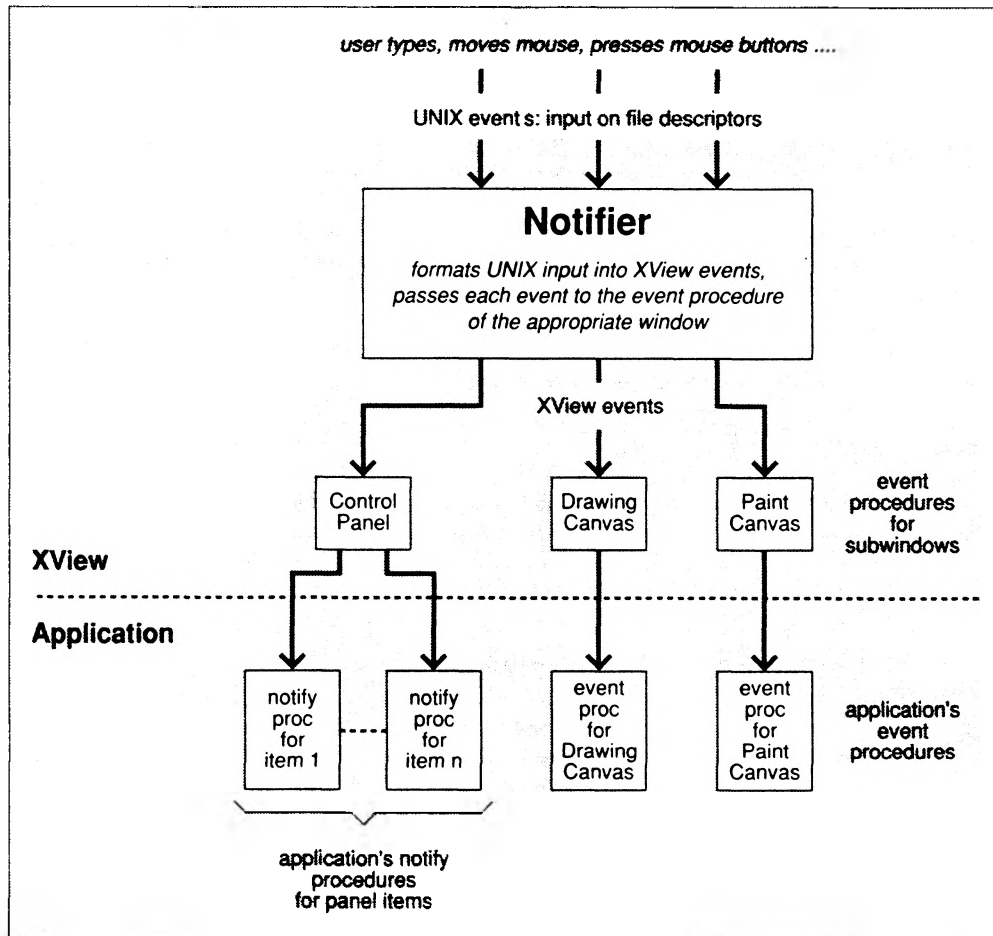 user types, moves mouse, presses mouse buttons ....
UNIX events: input on file descriptors
Notifier
formats UNIX input into XView events,
passes each event to the event procedure
of the appropriate window
XView events
Control
Panel
Drawing
Canvas
Paint
Canvas
event
procedures
for
subwindows
XView
Application
notify
proc
for
item 1
notify
proc
for
item n
event
proc
for
Drawing
Canvas
event
proc
for
Paint
Canvas
application's
event
procedures
application's notify
procedures
for panel items